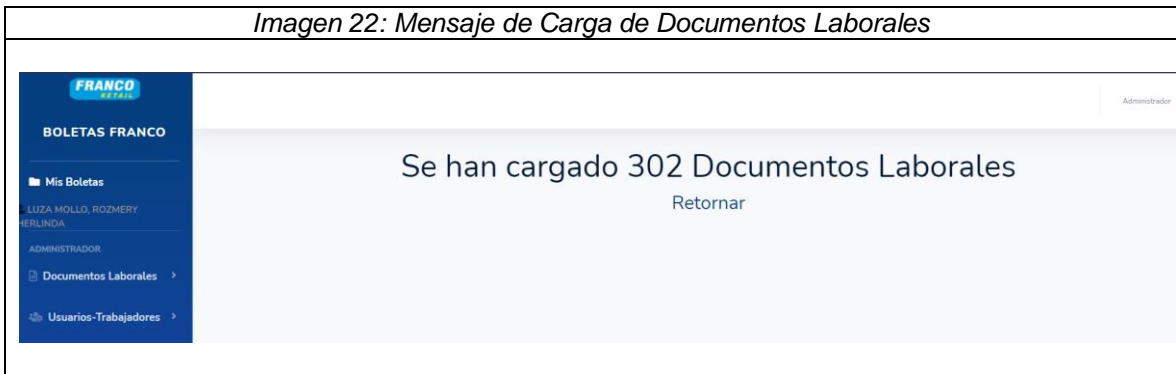 Imagen 22: Mensaje de Carga de Documentos Laborales
FRANCO
RETAIL
Administrador
BOLETAS FRANCO
Se han cargado 302 Documentos Laborales
Retornar
Mis Boletas
LUZA MOLLO, ROZMERY
HERLINDA
ADMINISTRADOR
Documentos Laborales
Usuarios-Trabajadores